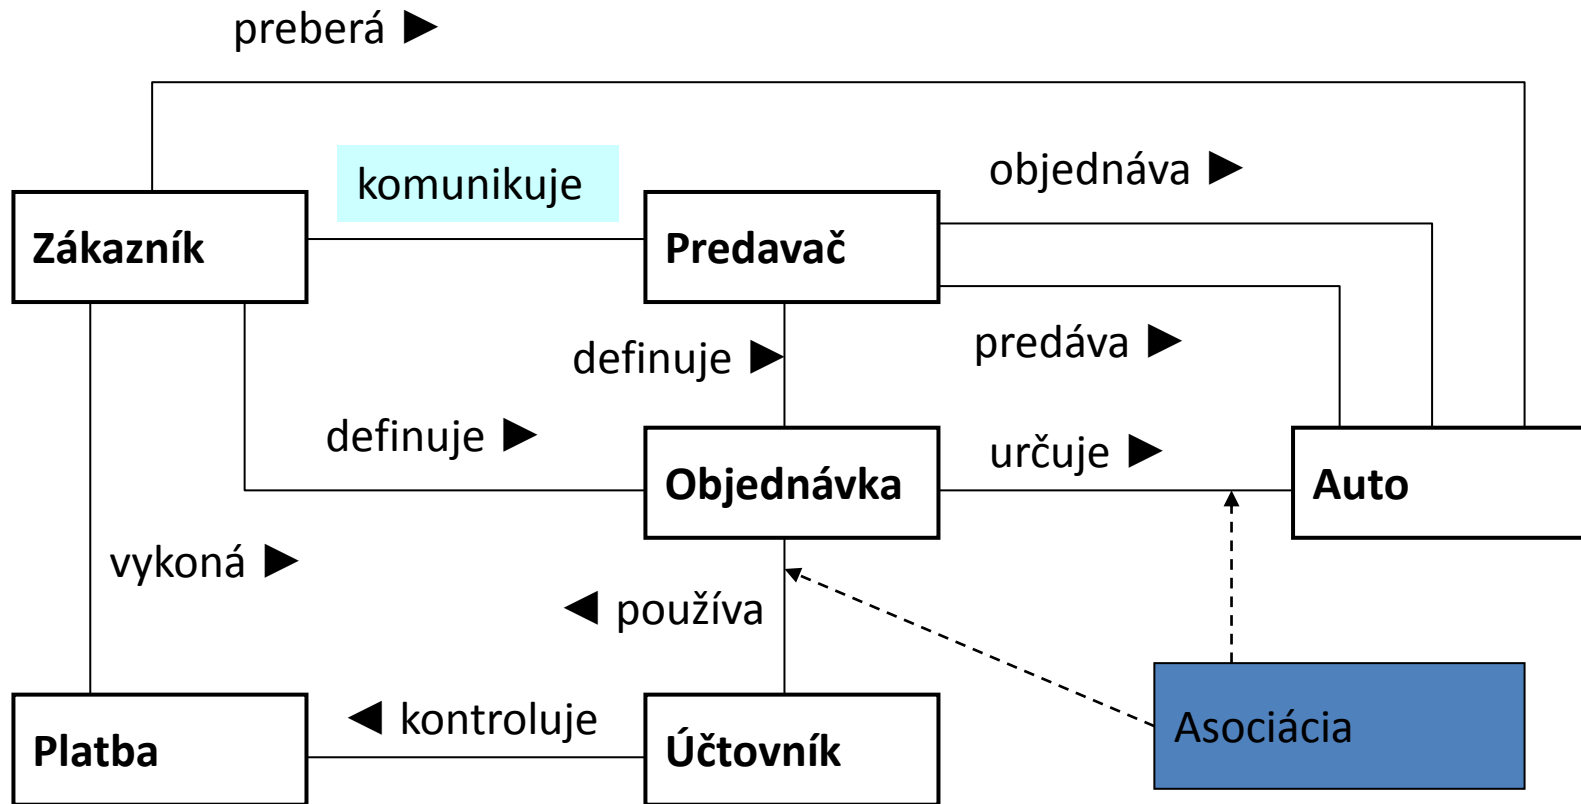 preberá ►
komunikuje
objednáva ►
Zákazník
Predavač
definuje ►
predáva ►
definuje ►
určuje ►
Objednávka
Auto
vykoná ►
◄ používa
◄ kontroluje
Platba
Účtovník
Asociácia